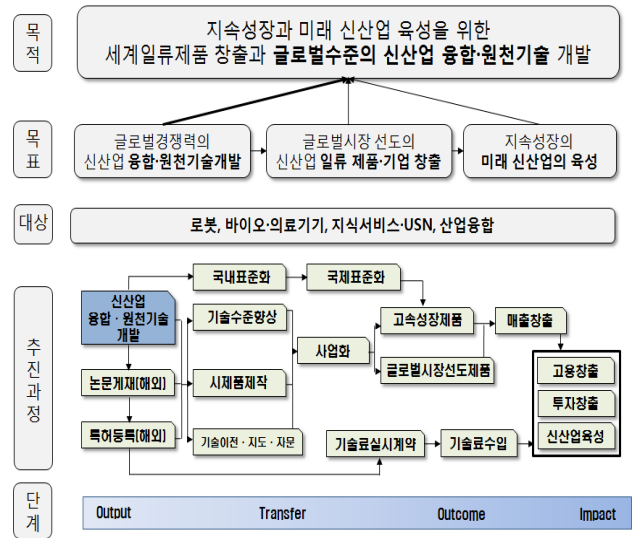 목적
지속성장과 미래 신산업 육성을 위한
세계일류제품 창출과 글로벌수준의 신산업 융합·원천기술 개발
목표
글로벌경쟁력의
신산업 융합·원천기술개발
글로벌시장 선도의
신산업 일류 제품·기업 창출
지속성장의
미래 신산업의 육성
대상
로봇, 바이오·의료기기, 지식서비스·USN, 산업융합
추진과정
국내표준화
국제표준화
신산업
융합·원천기술
개발
기술수준향상
고속성장제품
매출창출
사업화
논문게재(해외)
시제품제작
글로벌시장선도제품
고용창출
투자창출
신산업육성
특허등록(해외)
기술이전·지도·자문
기술료실시계약
기술료수입
단계
Output
Transfer
Outcome
Impact